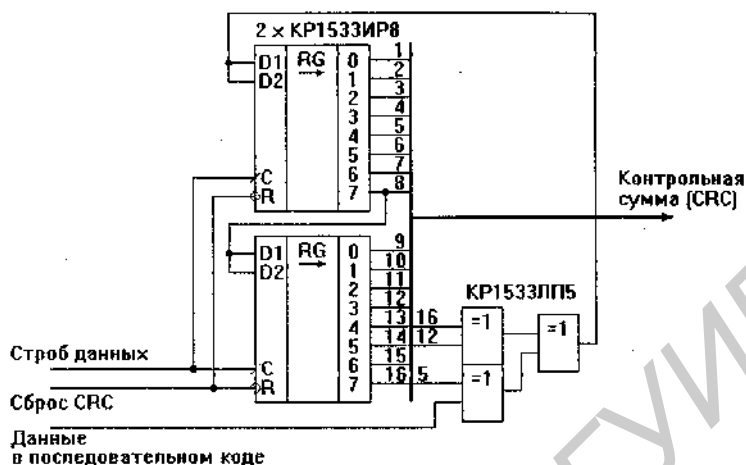 2 x КР1533ИР8
D1 RG 0 1
D2 1 2
2 3
3 4
4 5
5 6
C 6 7
R 7 8
Контрольная
сумма (CRC)
D1 RG 0 9
D2 1 10
2 11
3 12
4 13 16
5 14 12
C 6 15
R 7 16 5
КР1533ЛП5
=1
=1
=1
Строб данных
Сброс CRC
Данные
в последовательном коде
ГУИР